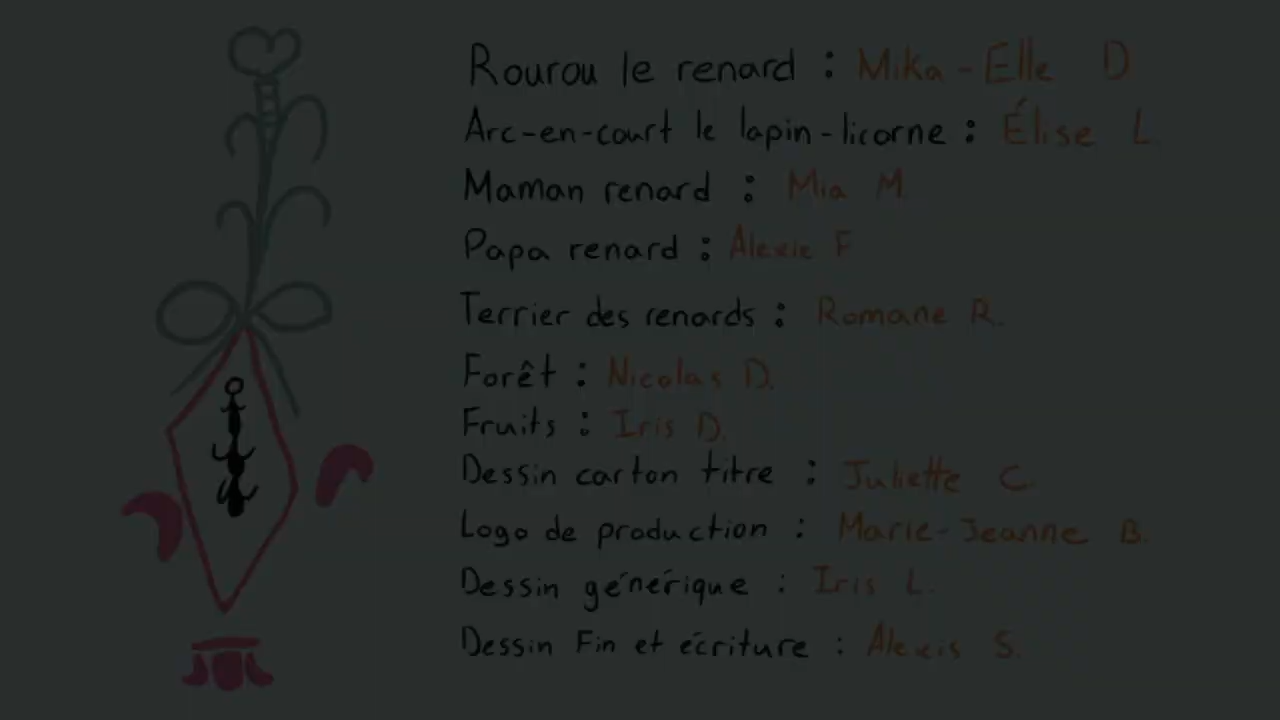 Rourou le renard : Mika-Elle D
Arc-en-court le lapin-licorne : Élise L.
Maman renard : Mia M.
Papa renard : Alexie F
Terrier des renards : Romane R.
Forêt : Nicolas D.
Fruits : Iris D.
Dessin carton titre : Juliette C.
Logo de production : Marie-Jeanne B.
Dessin générique : Iris L.
Dessin Fin et écriture : Alexis S.